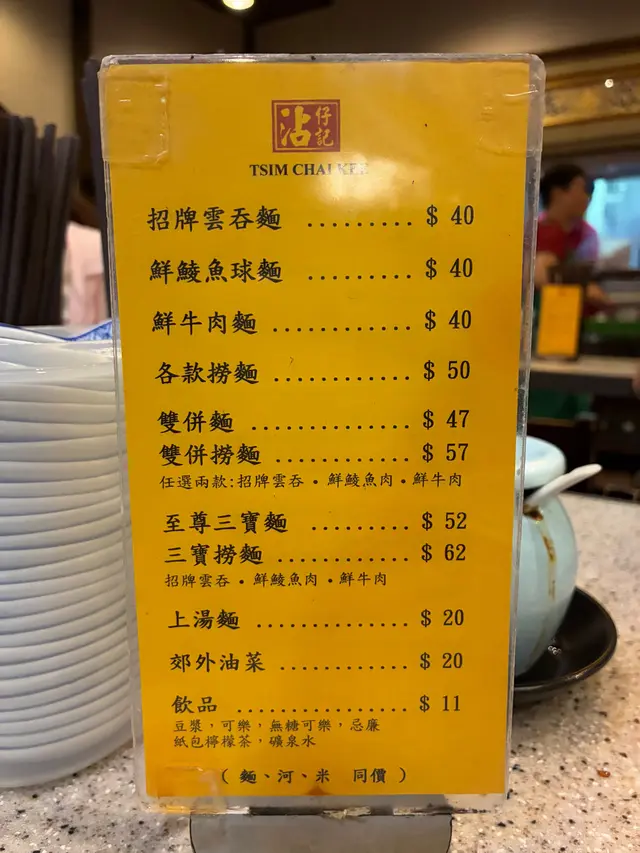 沾仔記
TSIM CHAI KEE
招牌雲吞麵 ......... $ 40
鮮鯪魚球麵 ......... $ 40
鮮牛肉麵 ............ $ 40
各款撈麵 ............ $ 50
雙併麵 .............. $ 47
雙併撈麵 ............ $ 57
任選兩款:招牌雲吞•鮮鯪魚肉•鮮牛肉
至尊三寶麵 ......... $ 52
三寶撈麵 ............ $ 62
招牌雲吞•鮮鯪魚肉•鮮牛肉
上湯麵 .............. $ 20
郊外油菜 ............ $ 20
飲品 ................ $ 11
豆漿，可樂，無糖可樂，忌廉
紙包檸檬茶，礦泉水
( 麵、河、米 同價 )